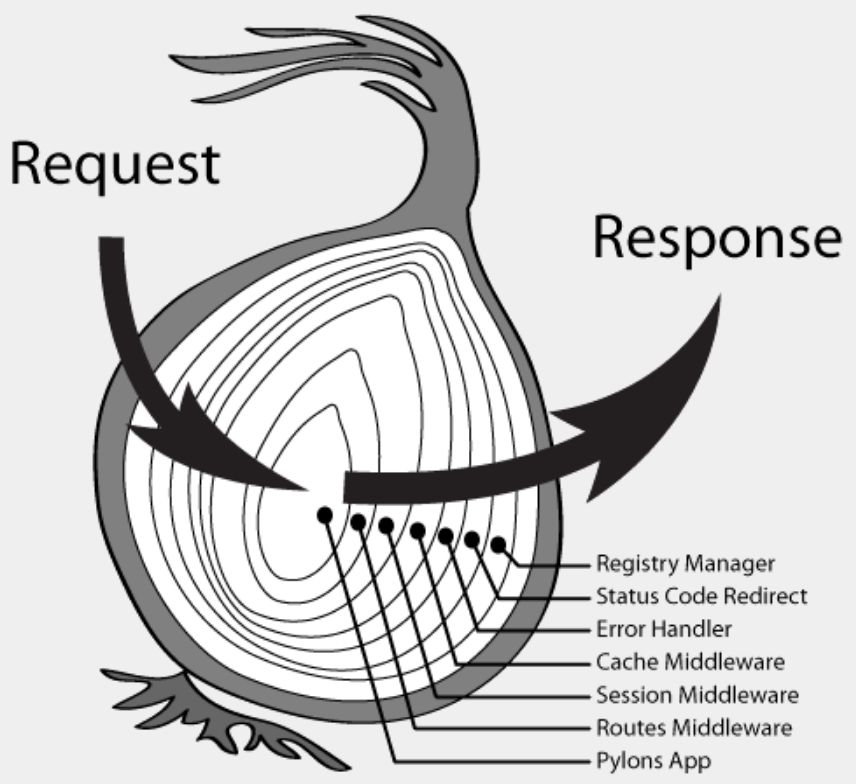 Request
Response
Registry Manager
Status Code Redirect
Error Handler
Cache Middleware
Session Middleware
Routes Middleware
Pylons App